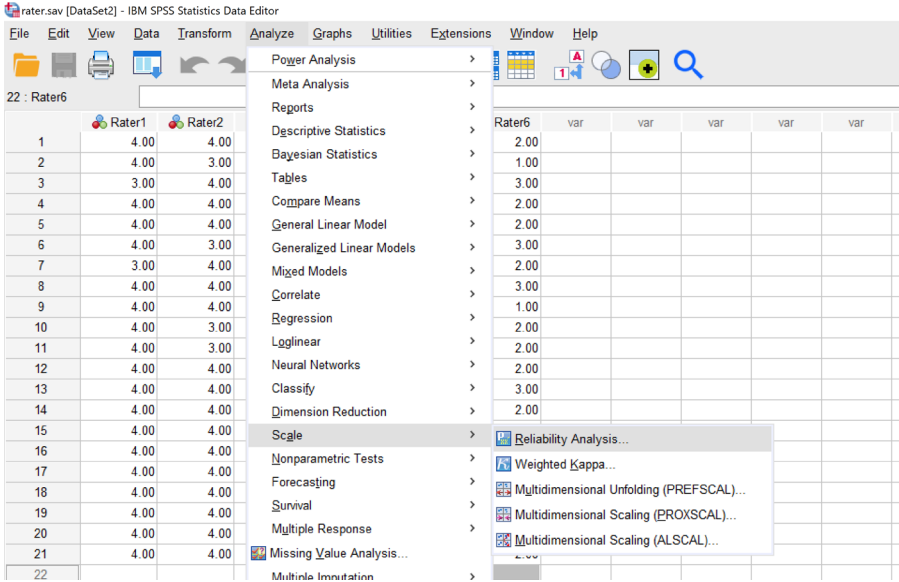 rater.sav [DataSet2] - IBM SPSS Statistics Data Editor
File Edit View Data Transform Analyze Graphs Utilities Extensions Window Help
22 : Rater6
Rater1 Rater2 Rater6 var var var var var
1 4.00 4.00 2.00
2 4.00 3.00 1.00
3 3.00 4.00 3.00
4 4.00 4.00 2.00
5 4.00 4.00 2.00
6 4.00 3.00 3.00
7 3.00 4.00 2.00
8 4.00 4.00 3.00
9 4.00 4.00 1.00
10 4.00 3.00 2.00
11 4.00 3.00 2.00
12 4.00 4.00 2.00
13 4.00 4.00 3.00
14 4.00 4.00 2.00
15 4.00 4.00
16 4.00 4.00
17 4.00 4.00
18 4.00 4.00
19 4.00 4.00
20 4.00 4.00
21 4.00 4.00 2.00
22
Power Analysis
Meta Analysis
Reports
Descriptive Statistics
Bayesian Statistics
Tables
Compare Means
General Linear Model
Generalized Linear Models
Mixed Models
Correlate
Regression
Loglinear
Neural Networks
Classify
Dimension Reduction
Scale
Nonparametric Tests
Forecasting
Survival
Multiple Response
Missing Value Analysis...
Multiple Imputation
Reliability Analysis...
Weighted Kappa...
Multidimensional Unfolding (PREFSCAL)...
Multidimensional Scaling (PROXSCAL)...
Multidimensional Scaling (ALSCAL)...